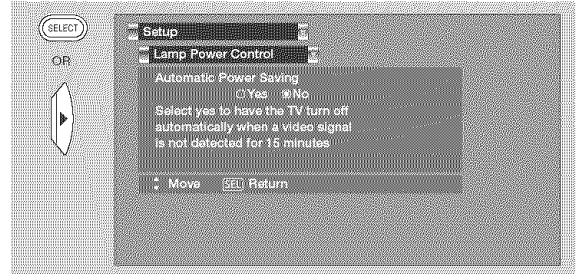 SELECT
OR
Setup
Lamp Power Control
Automatic Power Saving
Yes No
Select yes to have the TV turn off
automatically when a video signal
is not detected for 15 minutes
Move SEL Return